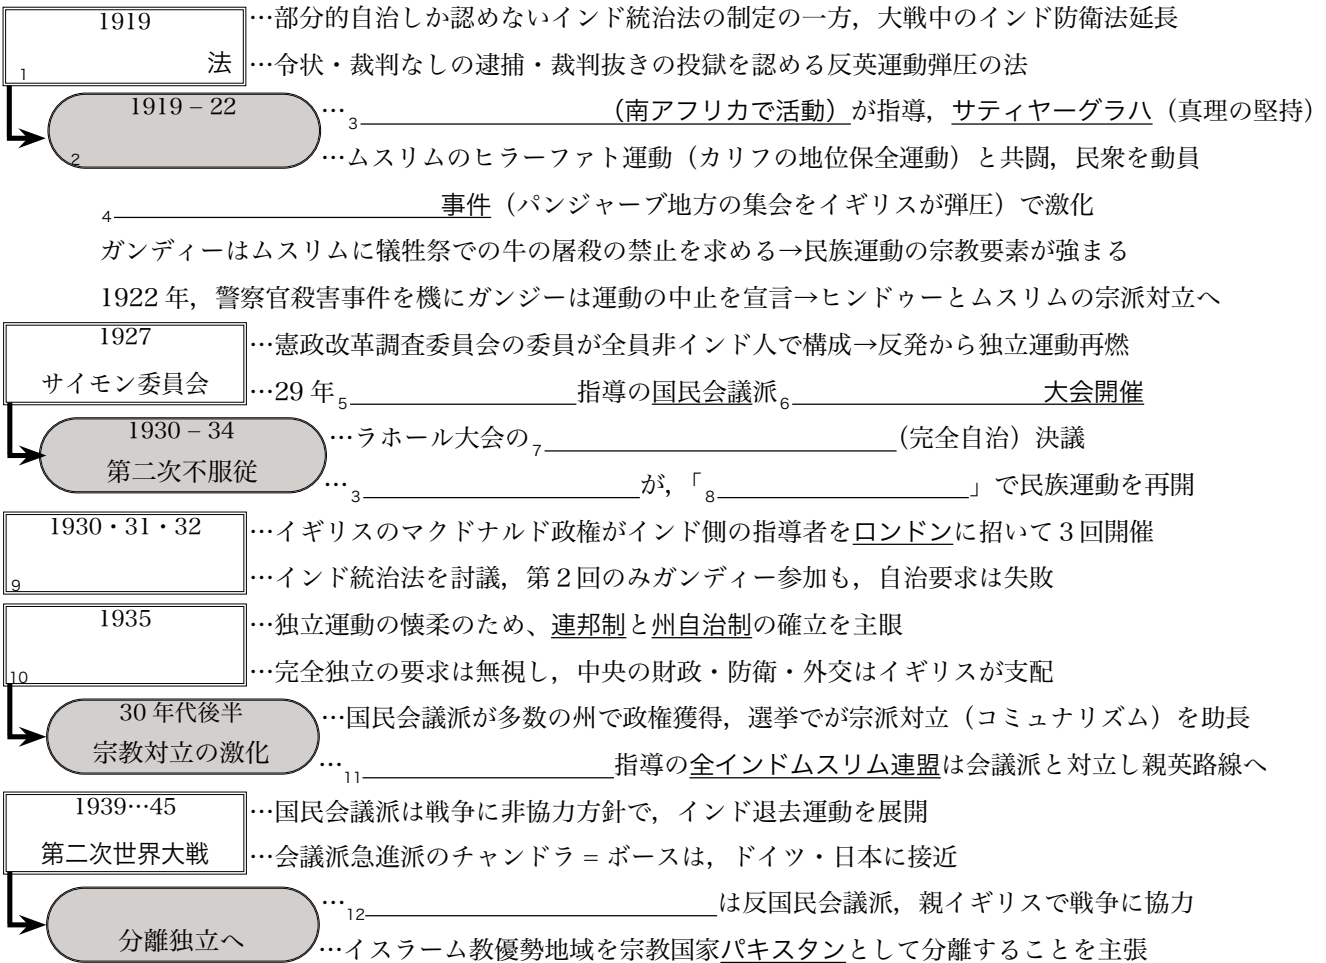 1919
…部分的自治しか認めないインド統治法の制定の一方，大戦中のインド防衛法延長
1 法
…令状・裁判なしの逮捕・裁判抜きの投獄を認める反英運動弾圧の法
1919 – 22
…3 （南アフリカで活動）が指導，サティヤーグラハ（真理の堅持）
2
…ムスリムのヒラーファト運動（カリフの地位保全運動）と共闘，民衆を動員
4 事件（パンジャーブ地方の集会をイギリスが弾圧）で激化
ガンディーはムスリムに犠牲祭での牛の屠殺の禁止を求める→民族運動の宗教要素が強まる
1922 年，警察官殺害事件を機にガンジーは運動の中止を宣言→ヒンドゥーとムスリムの宗派対立へ
1927
…憲政改革調査委員会の委員が全員非インド人で構成→反発から独立運動再燃
サイモン委員会
…29 年5 指導の国民会議派6 大会開催
1930 – 34
…ラホール大会の7 （完全自治）決議
第二次不服従
…3 が,「8 」で民族運動を再開
1930・31・32
…イギリスのマクドナルド政権がインド側の指導者をロンドンに招いて３回開催
9
…インド統治法を討議，第２回のみガンディー参加も，自治要求は失敗
1935
…独立運動の懐柔のため、連邦制と州自治制の確立を主眼
10
…完全独立の要求は無視し，中央の財政・防衛・外交はイギリスが支配
30 年代後半
…国民会議派が多数の州で政権獲得，選挙でが宗派対立（コミュナリズム）を助長
宗教対立の激化
…11 指導の全インドムスリム連盟は会議派と対立し親英路線へ
1939…45
…国民会議派は戦争に非協力方針で，インド退去運動を展開
第二次世界大戦
…会議派急進派のチャンドラ = ボースは，ドイツ・日本に接近
…12 は反国民会議派，親イギリスで戦争に協力
分離独立へ
…イスラーム教優勢地域を宗教国家パキスタンとして分離することを主張